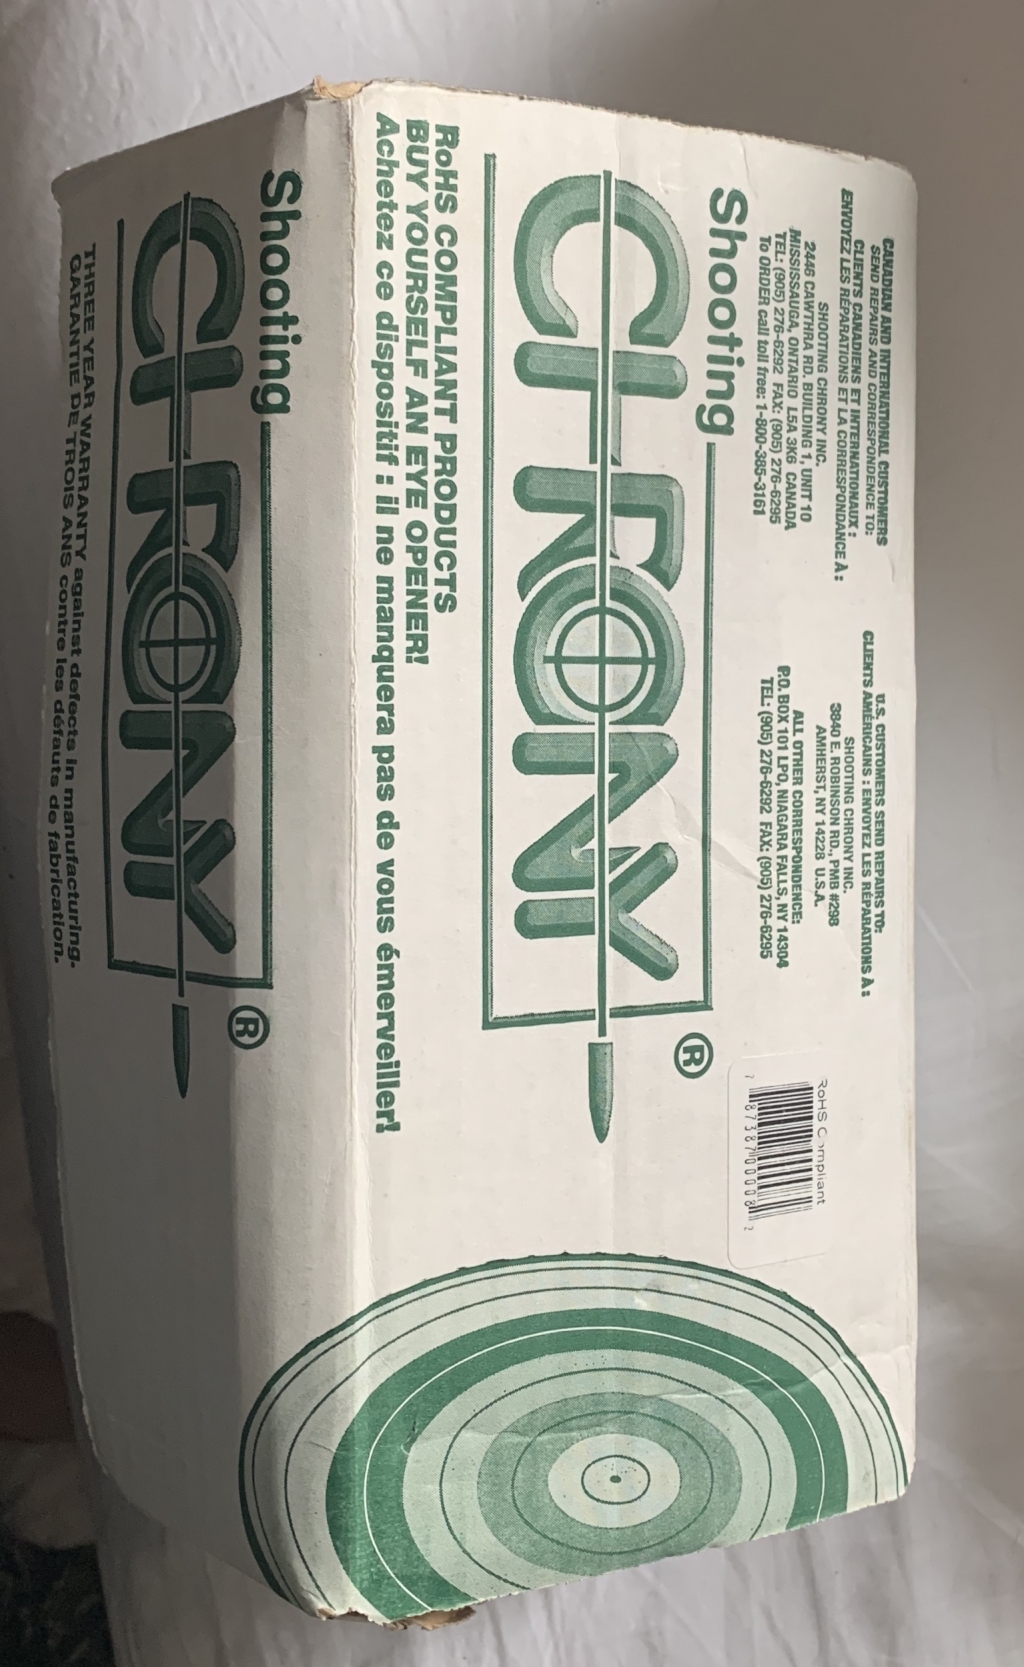 CANADIAN AND INTERNATIONAL CUSTOMERS
SEND REPAIRS AND CORRESPONDENCE TO:
CLIENTS CANADIENS ET INTERNATIONAUX :
ENVOYEZ LES RÉPARATIONS ET LA CORRESPONDANCE À :
SHOOTING CHRONY INC.
2446 CAWTHRA RD. BUILDING 1, UNIT 10
MISSISSAUGA, ONTARIO L5A 3K6 CANADA
TEL: (905) 276-6292 FAX: (905) 276-6295
To ORDER call toll free: 1-800-385-3161
U.S. CUSTOMERS SEND REPAIRS TO:
CLIENTS AMÉRICAINS : ENVOYEZ LES RÉPARATIONS À :
SHOOTING CHRONY INC.
3840 E. ROBINSON RD., PMB #298
AMHERST, NY 14228 U.S.A.
ALL OTHER CORRESPONDENCE:
P.O. BOX 101 LPO, NIAGARA FALLS, NY 14304
TEL: (905) 276-6292 FAX: (905) 276-6295
RoHS Compliant
7 87387 00008 2
Shooting
CHRONY ®
RoHS COMPLIANT PRODUCTS
BUY YOURSELF AN EYE OPENER!
Achetez ce dispositif : il ne manquera pas de vous émerveiller!
Shooting
CHRONY ®
THREE YEAR WARRANTY against defects in manufacturing.
GARANTIE DE TROIS ANS contre les défauts de fabrication.